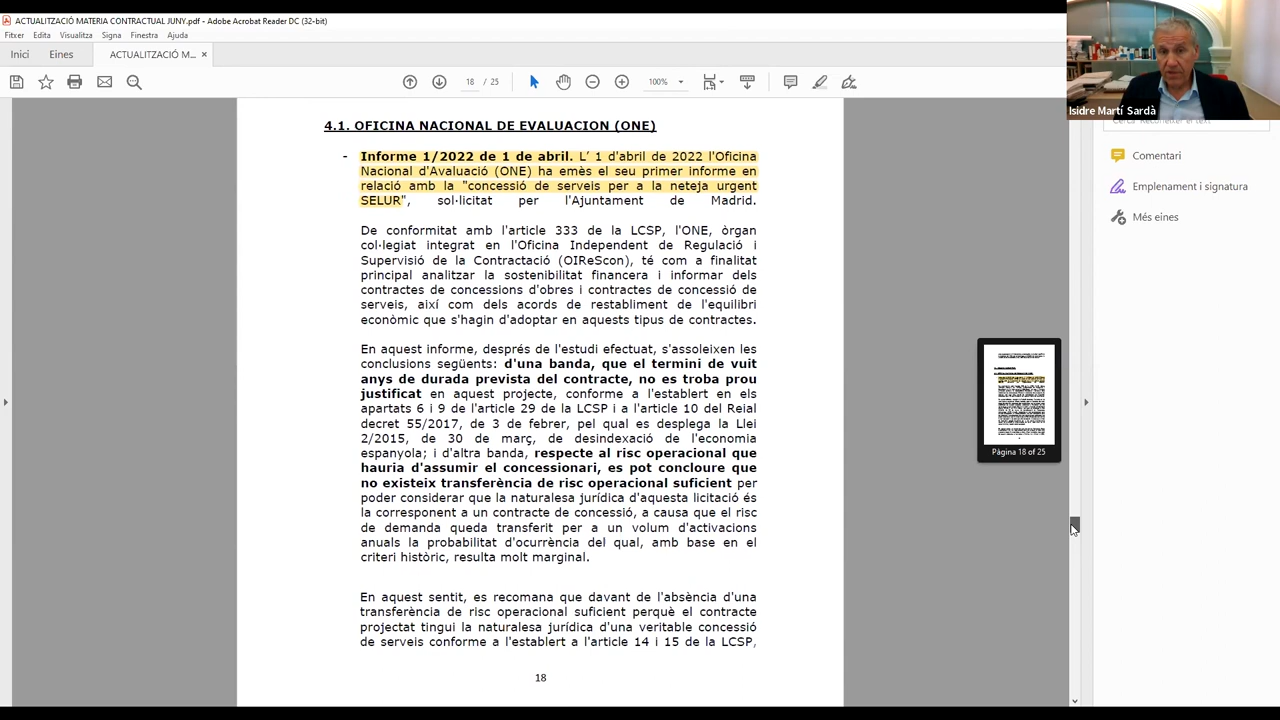 ACTUALITZACIÓ MATERIA CONTRACTUAL JUNY.pdf - Adobe Acrobat Reader DC (32-bit)
Fitxer Edita Visualitza Signa Finestra Ajuda
Inici Eines ACTUALITZACIÓ M... ×
18 / 25 100%
Isidre Martí Sardà
Comentari
Emplenament i signatura
Més eines
4.1. OFICINA NACIONAL DE EVALUACION (ONE)
- Informe 1/2022 de 1 de abril. L' 1 d'abril de 2022 l'Oficina
Nacional d'Avaluació (ONE) ha emès el seu primer informe en
relació amb la "concessió de serveis per a la neteja urgent
SELUR", sol·licitat per l'Ajuntament de Madrid.
De conformitat amb l'article 333 de la LCSP, l'ONE, òrgan
col·legiat integrat en l'Oficina Independent de Regulació i
Supervisió de la Contractació (OIReScon), té com a finalitat
principal analitzar la sostenibilitat financera i informar dels
contractes de concessions d'obres i contractes de concessió de
serveis, així com dels acords de restabliment de l'equilibri
econòmic que s'hagin d'adoptar en aquests tipus de contractes.
En aquest informe, després de l'estudi efectuat, s'assoleixen les
conclusions següents: d'una banda, que el termini de vuit
anys de durada prevista del contracte, no es troba prou
justificat en aquest projecte, conforme a l'establert en els
apartats 6 i 9 de l'article 29 de la LCSP i a l'article 10 del Reial
decret 55/2017, de 3 de febrer, pel qual es desplega la Llei
2/2015, de 30 de març, de desindexació de l'economia
espanyola; i d'altra banda, respecte al risc operacional que
hauria d'assumir el concessionari, es pot concloure que
no existeix transferència de risc operacional suficient per
poder considerar que la naturalesa jurídica d'aquesta licitació és
la corresponent a un contracte de concessió, a causa que el risc
de demanda queda transferit per a un volum d'activacions
anuals la probabilitat d'ocurrència del qual, amb base en el
criteri històric, resulta molt marginal.
En aquest sentit, es recomana que davant de l'absència d'una
transferència de risc operacional suficient perquè el contracte
projectat tingui la naturalesa jurídica d'una veritable concessió
de serveis conforme a l'establert a l'article 14 i 15 de la LCSP,
18
Pàgina 18 of 25